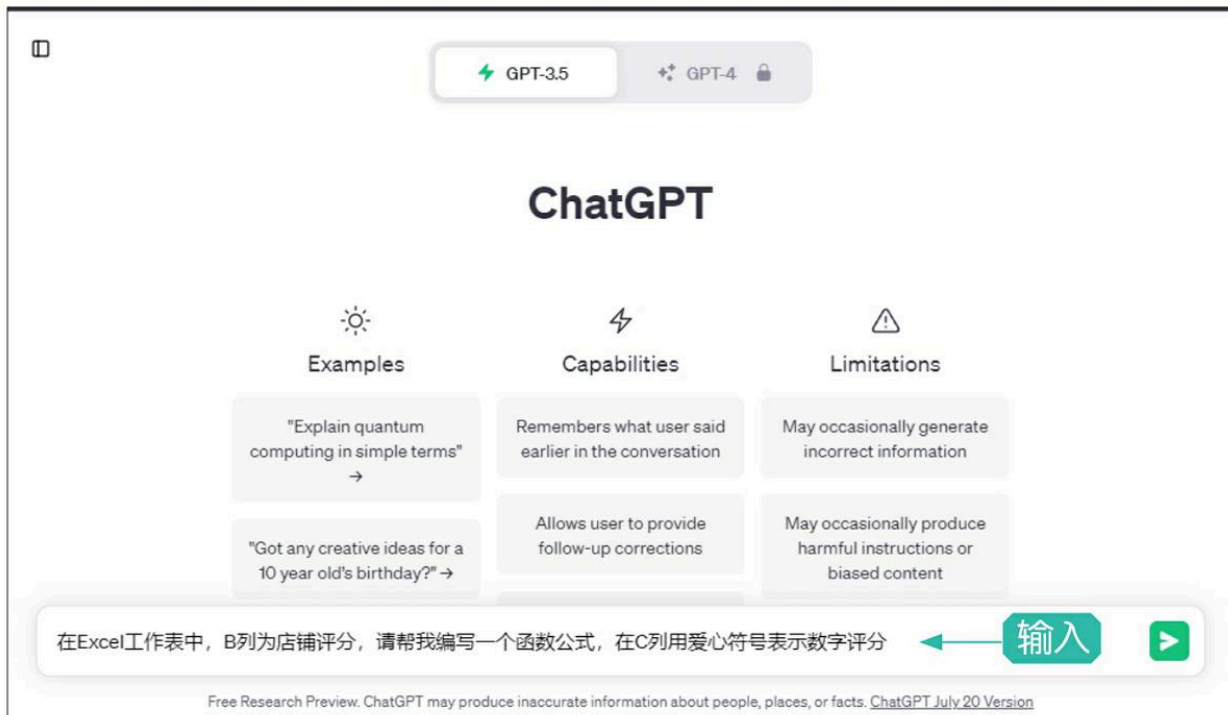 GPT-3.5
GPT-4
ChatGPT
Examples
Capabilities
Limitations
"Explain quantum
computing in simple terms"
→
Remembers what user said
earlier in the conversation
May occasionally generate
incorrect information
"Got any creative ideas for a
10 year old's birthday?" →
Allows user to provide
follow-up corrections
May occasionally produce
harmful instructions or
biased content
在Excel工作表中，B列为店铺评分，请帮我编写一个函数公式，在C列用爱心符号表示数字评分
输入
Free Research Preview. ChatGPT may produce inaccurate information about people, places, or facts. ChatGPT July 20 Version